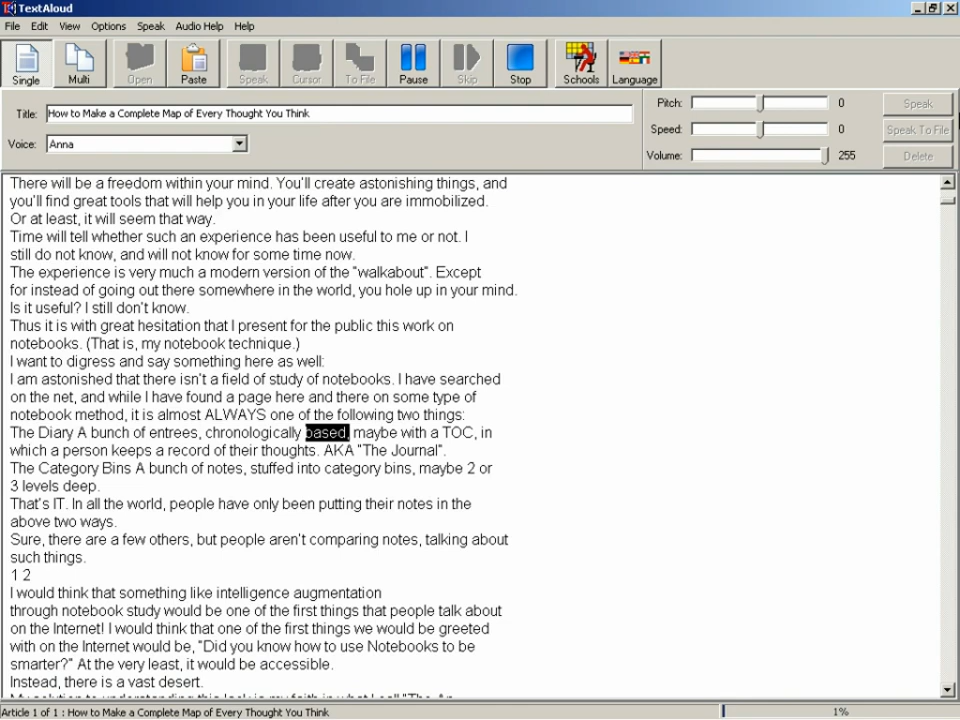 TextAloud
File Edit View Options Speak Audio Help Help
Single Multi Open Paste Speak Cursor To File Pause Skip Stop Schools Language
Title: How to Make a Complete Map of Every Thought You Think
Voice: Anna
Pitch: 0 Speak
Speed: 0 Speak To File
Volume: 255 Delete
There will be a freedom within your mind. You'll create astonishing things, and
you'll find great tools that will help you in your life after you are immobilized.
Or at least, it will seem that way.
Time will tell whether such an experience has been useful to me or not. I
still do not know, and will not know for some time now.
The experience is very much a modern version of the "walkabout". Except
for instead of going out there somewhere in the world, you hole up in your mind.
Is it useful? I still don't know.
Thus it is with great hesitation that I present for the public this work on
notebooks. (That is, my notebook technique.)
I want to digress and say something here as well:
I am astonished that there isn't a field of study of notebooks. I have searched
on the net, and while I have found a page here and there on some type of
notebook method, it is almost ALWAYS one of the following two things:
The Diary A bunch of entrees, chronologically based, maybe with a TOC, in
which a person keeps a record of their thoughts. AKA "The Journal".
The Category Bins A bunch of notes, stuffed into category bins, maybe 2 or
3 levels deep.
That's IT. In all the world, people have only been putting their notes in the
above two ways.
Sure, there are a few others, but people aren't comparing notes, talking about
such things.
1 2
I would think that something like intelligence augmentation
through notebook study would be one of the first things that people talk about
on the Internet! I would think that one of the first things we would be greeted
with on the Internet would be, "Did you know how to use Notebooks to be
smarter?" At the very least, it would be accessible.
Instead, there is a vast desert.
My solution to understanding this lack is my faith in what I call "The An
Article 1 of 1 : How to Make a Complete Map of Every Thought You Think 1%